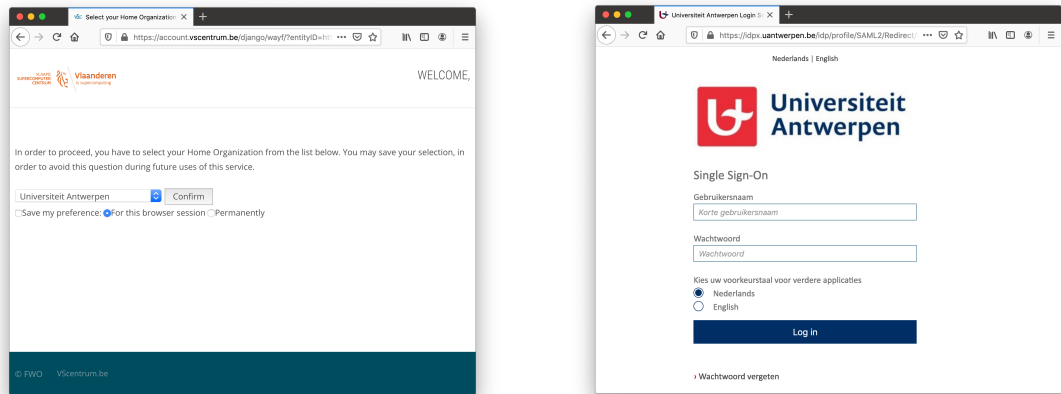 Select your Home Organization
https://account.vscentrum.be/django/wayf/?entityID=ht
VLAAMS
SUPERCOMPUTER
CENTRUM
Vlaanderen
is supercomputing
WELCOME,
In order to proceed, you have to select your Home Organization from the list below. You may save your selection, in
order to avoid this question during future uses of this service.
Universiteit Antwerpen
Confirm
Save my preference: For this browser session Permanently
© FWO VScentrum.be
Universiteit Antwerpen Login Se
https://idpx.uantwerpen.be/idp/profile/SAML2/Redirect/
Nederlands | English
Universiteit
Antwerpen
Single Sign-On
Gebruikersnaam
Korte gebruikersnaam
Wachtwoord
Wachtwoord
Kies uw voorkeurstaal voor verdere applicaties
Nederlands
English
Log in
› Wachtwoord vergeten